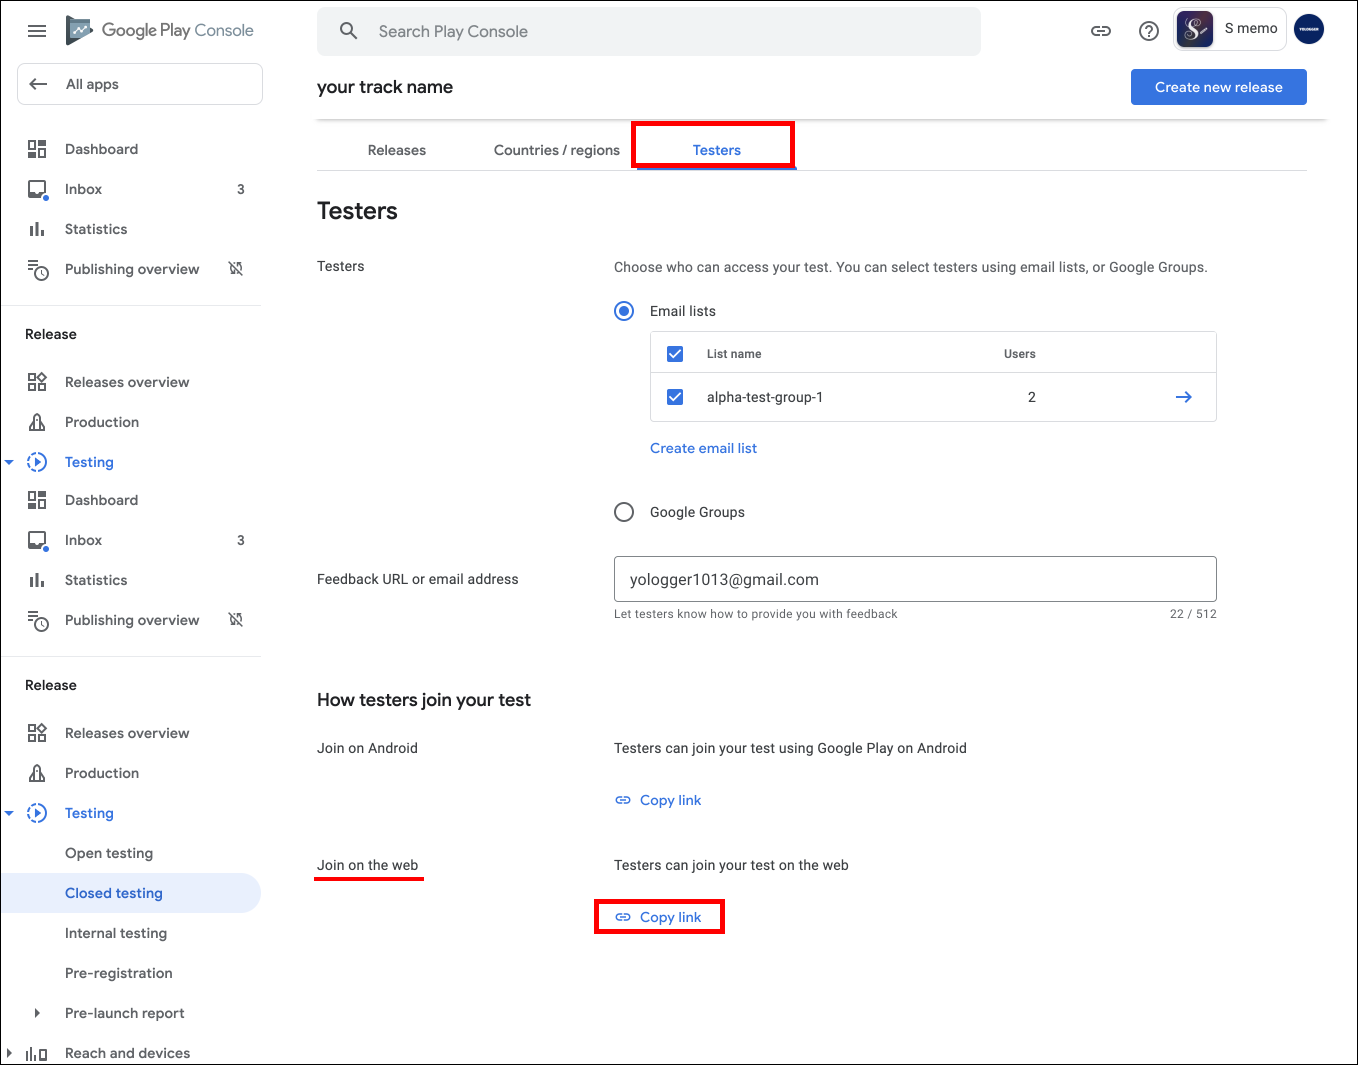 Google Play Console
Search Play Console
S memo
YOLOGGER
All apps
your track name
Create new release
Dashboard
Inbox 3
Statistics
Publishing overview
Release
Releases overview
Production
Testing
Dashboard
Inbox 3
Statistics
Publishing overview
Release
Releases overview
Production
Testing
Open testing
Closed testing
Internal testing
Pre-registration
Pre-launch report
Reach and devices
Releases Countries / regions Testers
Testers
Testers
Choose who can access your test. You can select testers using email lists, or Google Groups.
Email lists
List name Users
alpha-test-group-1 2
Create email list
Google Groups
Feedback URL or email address
yologger1013@gmail.com
Let testers know how to provide you with feedback 22 / 512
How testers join your test
Join on Android Testers can join your test using Google Play on Android
Copy link
Join on the web Testers can join your test on the web
Copy link